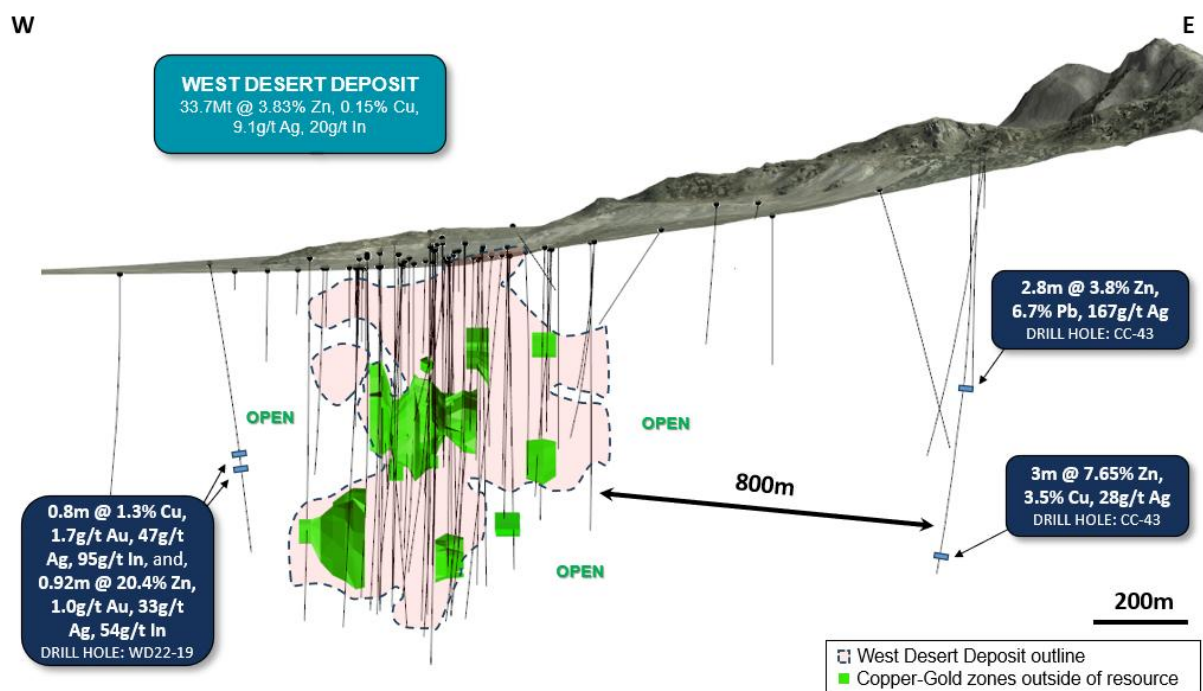 W
E
WEST DESERT DEPOSIT
33.7Mt @ 3.83% Zn, 0.15% Cu,
9.1g/t Ag, 20g/t In
2.8m @ 3.8% Zn,
6.7% Pb, 167g/t Ag
DRILL HOLE: CC-43
OPEN
OPEN
800m
3m @ 7.65% Zn,
3.5% Cu, 28g/t Ag
DRILL HOLE: CC-43
0.8m @ 1.3% Cu,
1.7g/t Au, 47g/t
Ag, 95g/t In, and,
0.92m @ 20.4% Zn,
1.0g/t Au, 33g/t
Ag, 54g/t In
DRILL HOLE: WD22-19
OPEN
200m
West Desert Deposit outline
Copper-Gold zones outside of resource